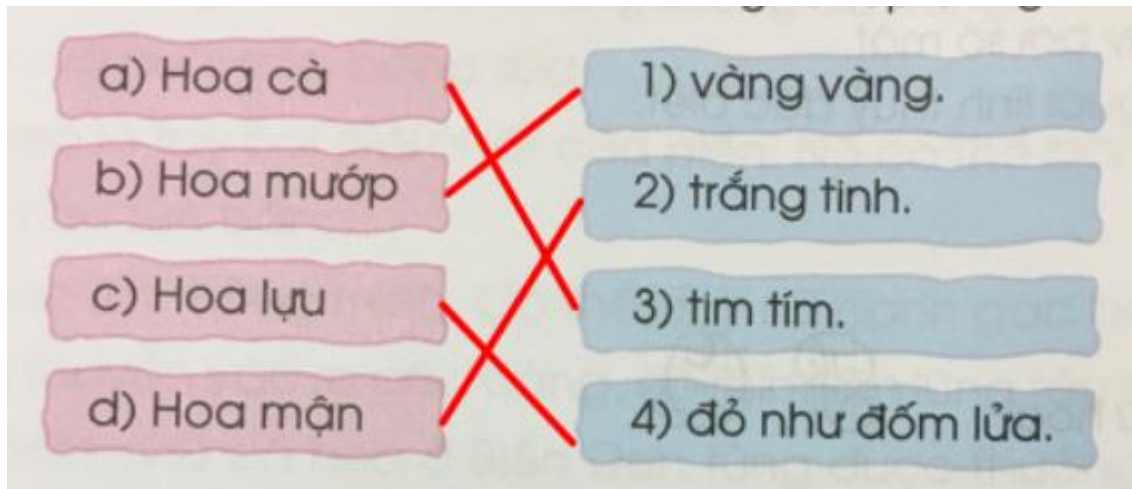 a) Hoa cà
1) vàng vàng.
b) Hoa mướp
2) trắng tinh.
c) Hoa lựu
3) tim tím.
d) Hoa mận
4) đỏ như đốm lửa.